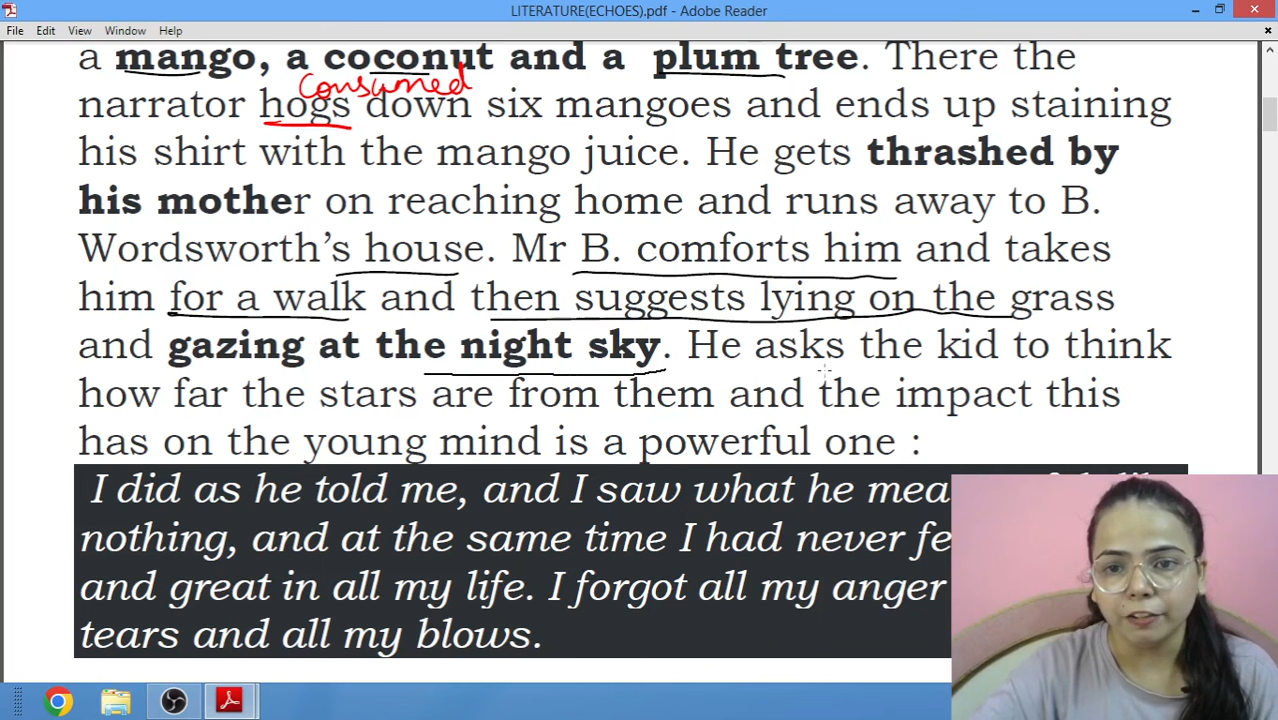 LITERATURE(ECHOES).pdf - Adobe Reader
File Edit View Window Help
a mango, a coconut and a plum tree. There the
consumed
narrator hogs down six mangoes and ends up staining
his shirt with the mango juice. He gets thrashed by
his mother on reaching home and runs away to B.
Wordsworth's house. Mr B. comforts him and takes
him for a walk and then suggests lying on the grass
and gazing at the night sky. He asks the kid to think
how far the stars are from them and the impact this
has on the young mind is a powerful one :
I did as he told me, and I saw what he
nothing, and at the same time I had never
and great in all my life. I forgot all my anger
tears and all my blows.